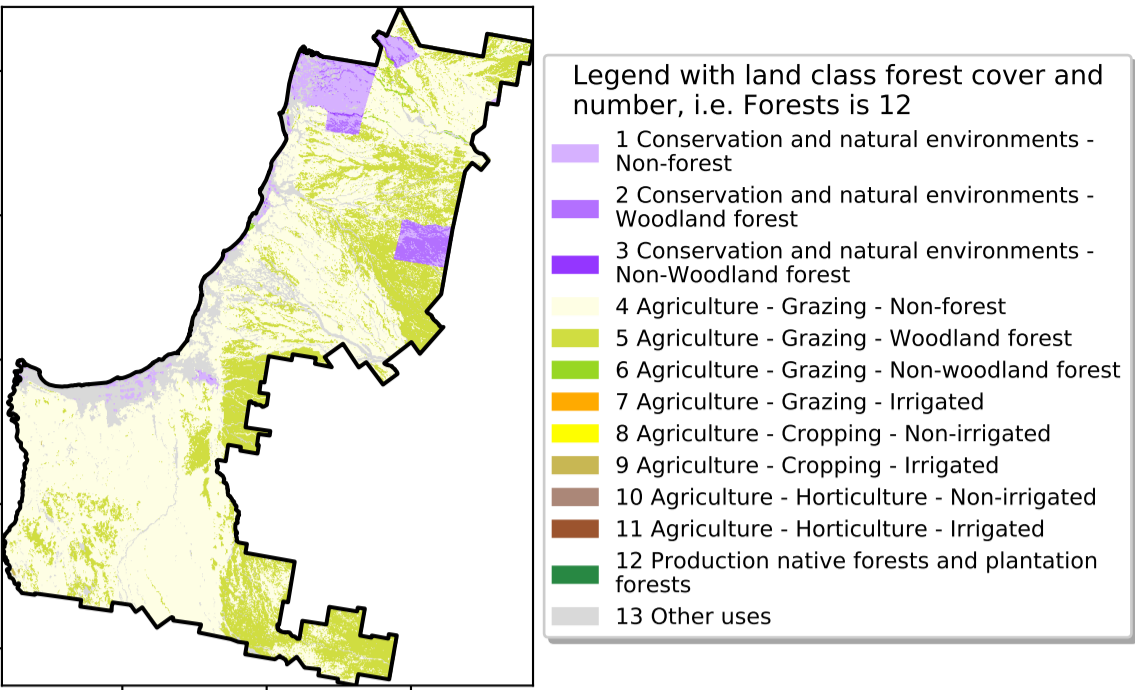 Legend with land class forest cover and
number, i.e. Forests is 12
1 Conservation and natural environments -
Non-forest
2 Conservation and natural environments -
Woodland forest
3 Conservation and natural environments -
Non-Woodland forest
4 Agriculture - Grazing - Non-forest
5 Agriculture - Grazing - Woodland forest
6 Agriculture - Grazing - Non-woodland forest
7 Agriculture - Grazing - Irrigated
8 Agriculture - Cropping - Non-irrigated
9 Agriculture - Cropping - Irrigated
10 Agriculture - Horticulture - Non-irrigated
11 Agriculture - Horticulture - Irrigated
12 Production native forests and plantation
forests
13 Other uses